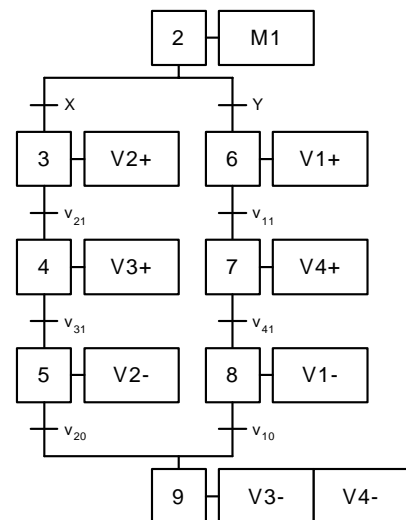 2 M1
X Y
3 V2+ 6 V1+
v₂₁ v₁₁
4 V3+ 7 V4+
v₃₁ v₄₁
5 V2- 8 V1-
v₂₀ v₁₀
9 V3- V4-